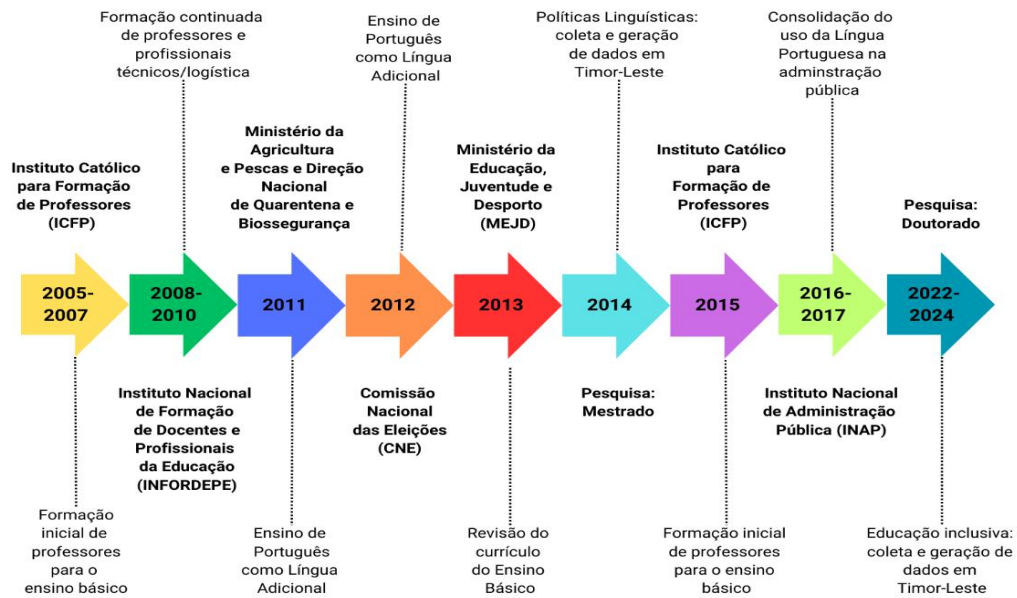 Formação continuada
de professores e
profissionais
técnicos/logística
Ensino de
Português
como Língua
Adicional
Políticas Linguísticas:
coleta e geração
de dados em
Timor-Leste
Consolidação do
uso da Língua
Portuguesa na
adminstração
pública
Instituto Católico
para Formação
de Professores
(ICFP)
Ministério da
Agricultura
e Pescas e Direção
Nacional
de Quarentena e
Biossegurança
Ministério da
Educação,
Juventude e
Desporto
(MEJD)
Instituto Católico
para
Formação de
Professores
(ICFP)
Pesquisa:
Doutorado
2005-
2007
2008-
2010
2011
2012
2013
2014
2015
2016-
2017
2022-
2024
Instituto Nacional
de Formação
de Docentes e
Profissionais
da Educação
(INFORDEPE)
Comissão
Nacional
das Eleições
(CNE)
Pesquisa:
Mestrado
Instituto Nacional
de Administração
Pública (INAP)
Formação
inicial de
professores
para o
ensino básico
Ensino de
Português
como Língua
Adicional
Revisão do
currículo
do Ensino
Básico
Formação inicial
de professores
para o ensino
básico
Educação inclusiva:
coleta e geração de
dados em
Timor-Leste